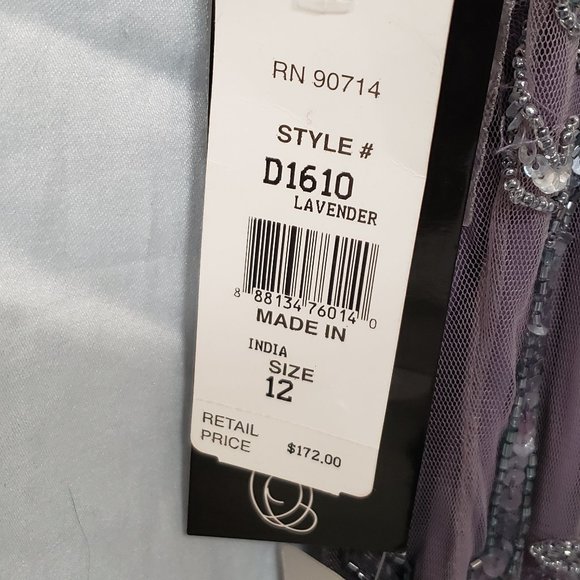 RN 90714
STYLE #
D1610
LAVENDER
8 88134 76014 0
MADE IN
INDIA
SIZE
12
RETAIL
PRICE $172.00